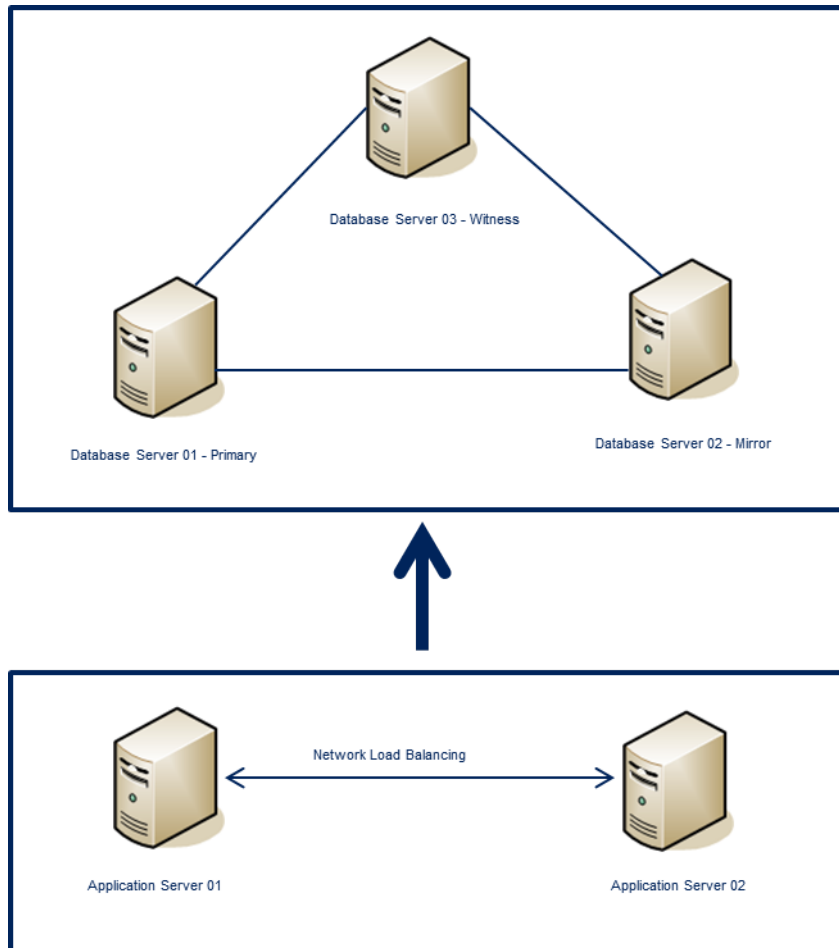 Database Server 03 - Witness
Database Server 01 - Primary
Database Server 02 - Mirror
Network Load Balancing
Application Server 01
Application Server 02